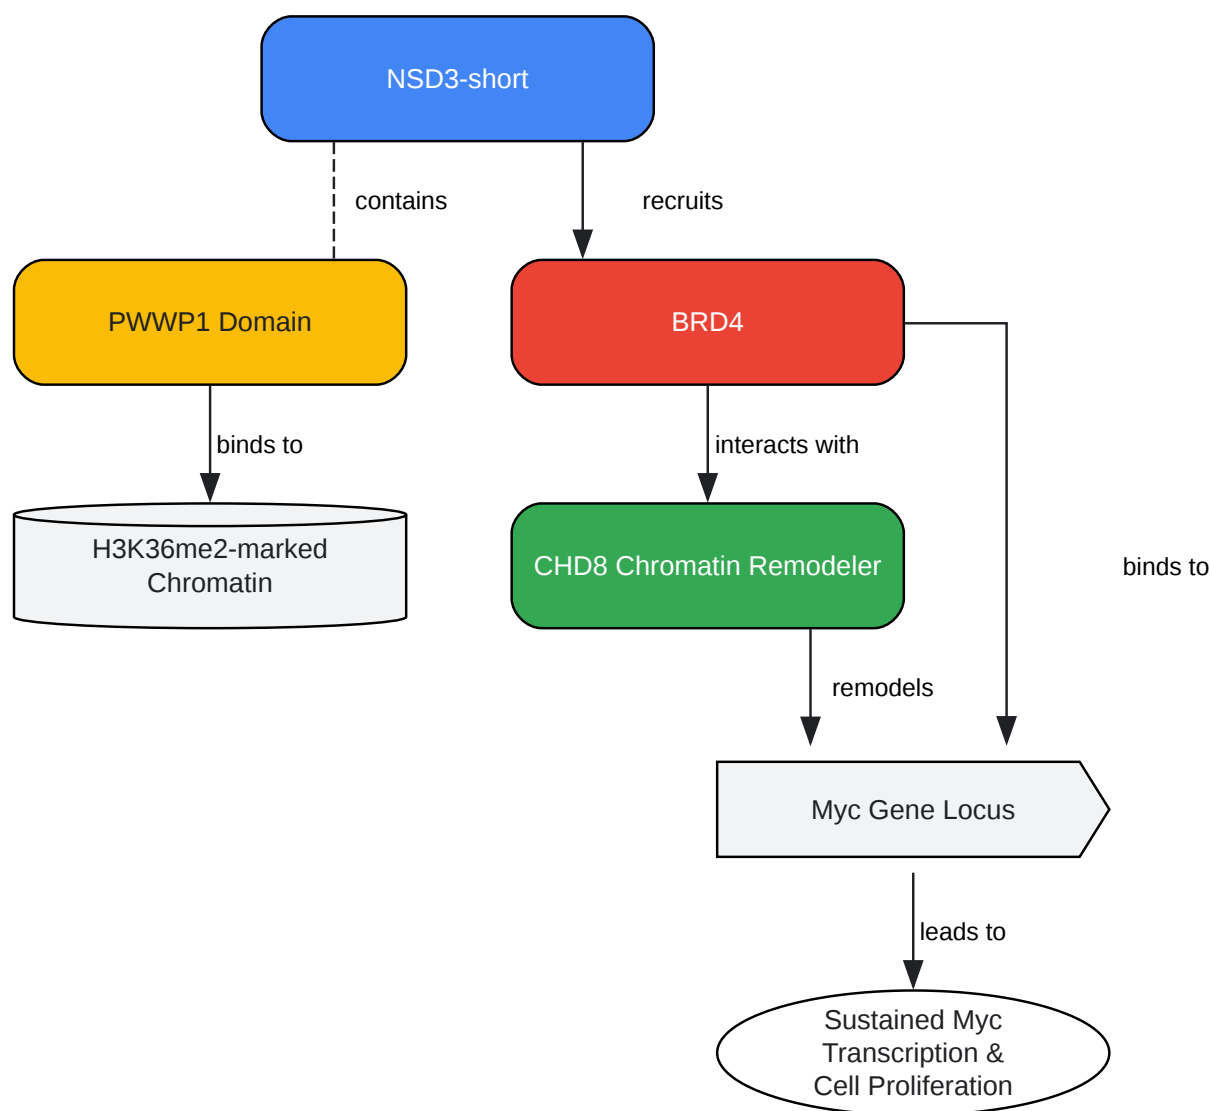 NSD3-short
contains
recruits
PWWP1 Domain
BRD4
binds to
interacts with
H3K36me2-marked
Chromatin
CHD8 Chromatin Remodeler
binds to
remodels
Myc Gene Locus
leads to
Sustained Myc
Transcription &
Cell Proliferation